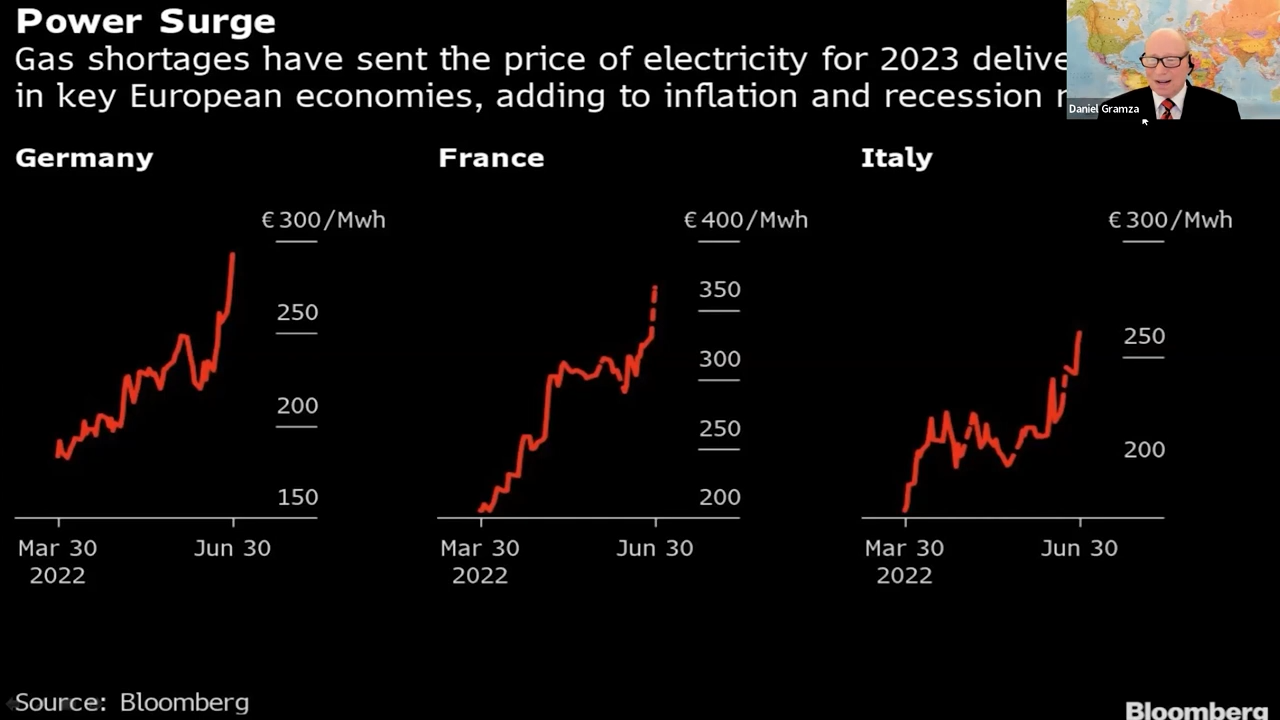 Power Surge
Gas shortages have sent the price of electricity for 2023
in key European economies, adding to inflation and recession
Daniel Gramza
Germany
France
Italy
€300/Mwh
250
200
150
€400/Mwh
350
300
250
200
€300/Mwh
250
200
Mar 30
2022
Jun 30
Mar 30
2022
Jun 30
Mar 30
2022
Jun 30
Source: Bloomberg
Bloomberg